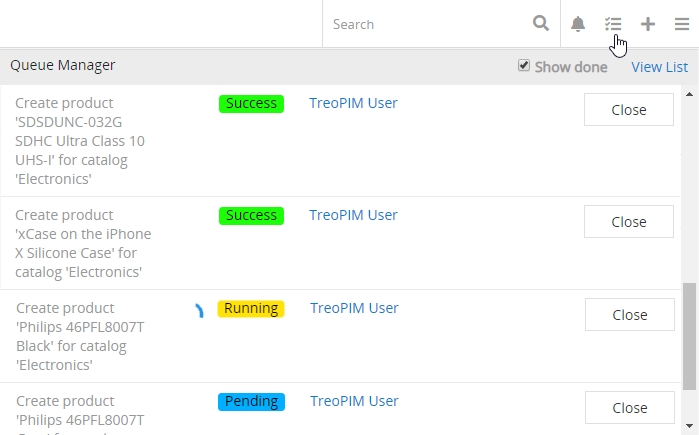 Search
Queue Manager
Show done
View List
Create product
'SDSDUNC-032G
SDHC Ultra Class 10
UHS-I' for catalog
'Electronics'
Success
TreoPIM User
Close
Create product
'xCase on the iPhone
X Silicone Case' for
catalog 'Electronics'
Success
TreoPIM User
Close
Create product
'Philips 46PFL8007T
Black' for catalog
'Electronics'
Running
TreoPIM User
Close
Create product
'Philips 46PFL8007T
Pending
TreoPIM User
Close